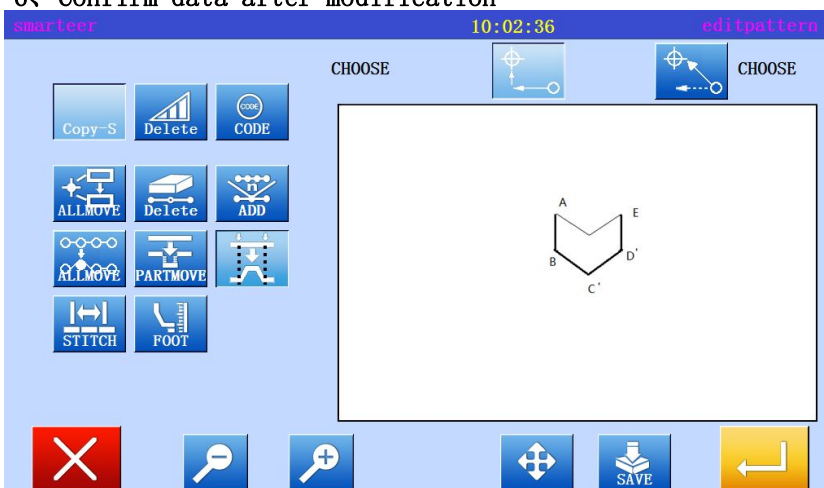 6、Confirm data after modification
smarteer 10:02:36 editpattern
CHOOSE CHOOSE
Copy-S Delete CODE CODE
ALLMOVE Delete n ADD
ALLMOVE PARTMOVE
STITCH FOOT
A
E
B
D'
C'
SAVE